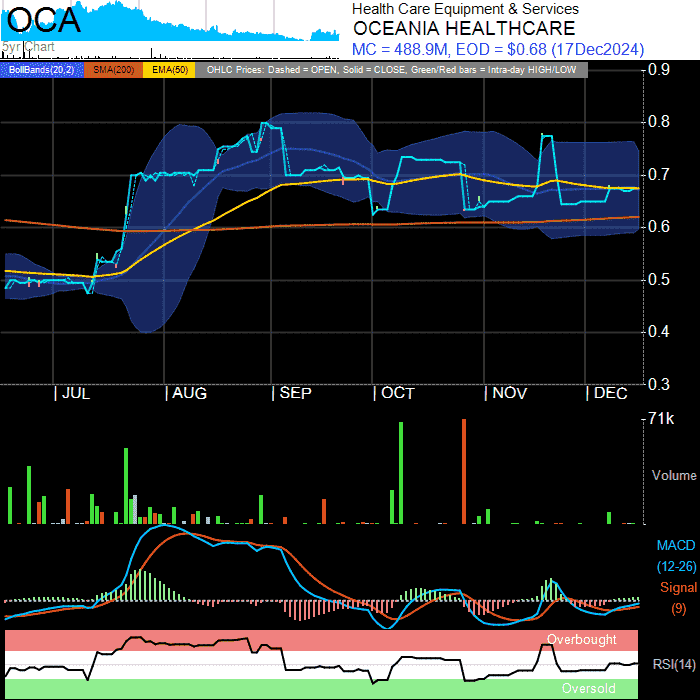 OCA
5yr Chart
Health Care Equipment & Services
OCEANIA HEALTHCARE
MC = 488.9M, EOD = $0.68 (17Dec2024)
BollBands(20,2) SMA(200) EMA(50) OHLC Prices: Dashed = OPEN, Solid = CLOSE, Green/Red bars = Intra-day HIGH/LOW
0.9
0.8
0.7
0.6
0.5
0.4
0.3
| JUL | AUG | SEP | OCT | NOV | DEC
71k
Volume
MACD
(12-26)
Signal
(9)
Overbought
RSI(14)
Oversold